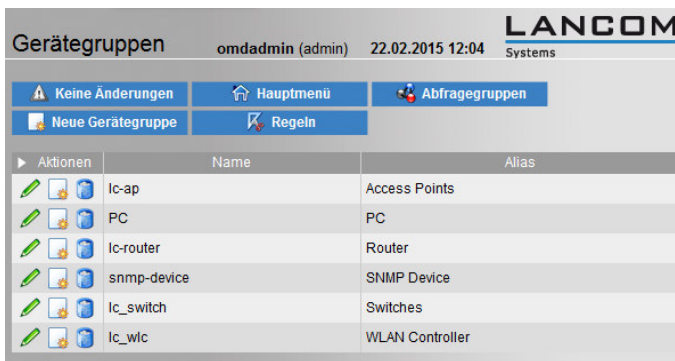 Gerätegruppen omdadmin (admin) 22.02.2015 12:04 LANCOM
Systems
Keine Änderungen Hauptmenü Abfragegruppen
Neue Gerätegruppe Regeln
Aktionen Name Alias
lc-ap Access Points
PC PC
lc-router Router
snmp-device SNMP Device
lc_switch Switches
lc_wlc WLAN Controller